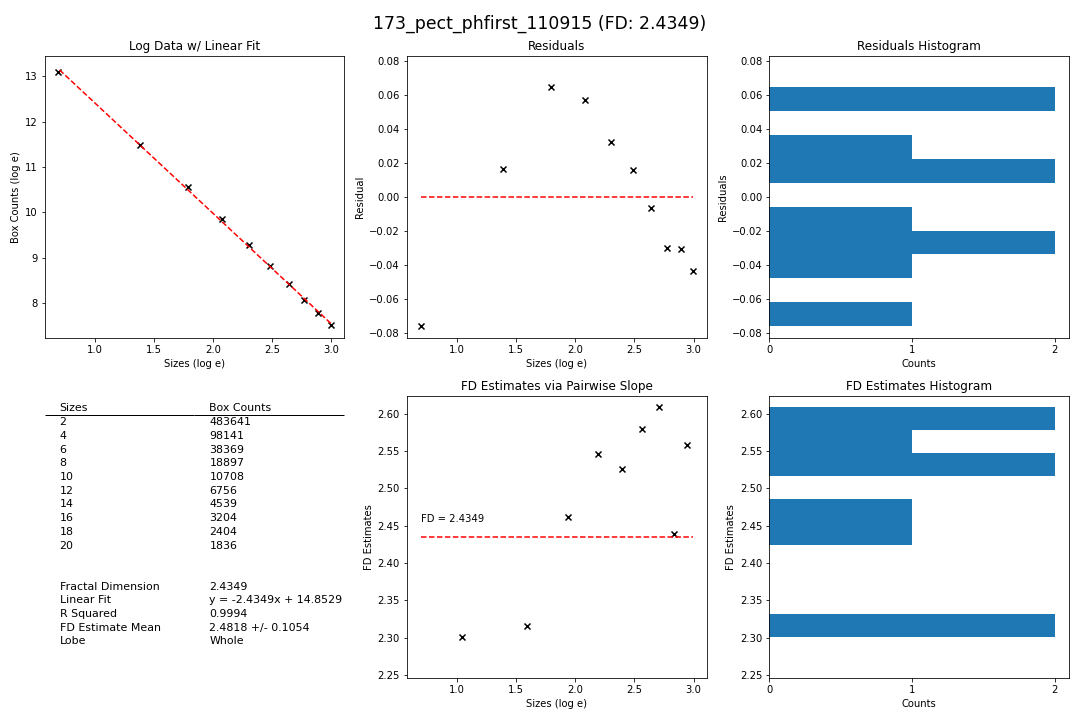 173_pect_phfirst_110915 (FD: 2.4349)
Log Data w/ Linear Fit
Box Counts (log e)
13
12
11
10
9
8
1.0 1.5 2.0 2.5 3.0
Sizes (log e)
Residuals
Residual
0.08
0.06
0.04
0.02
0.00
−0.02
−0.04
−0.06
−0.08
1.0 1.5 2.0 2.5 3.0
Sizes (log e)
Residuals Histogram
Residuals
0.08
0.06
0.04
0.02
0.00
−0.02
−0.04
−0.06
−0.08
0 1 2
Counts
Sizes Box Counts
2 483641
4 98141
6 38369
8 18897
10 10708
12 6756
14 4539
16 3204
18 2404
20 1836
Fractal Dimension 2.4349
Linear Fit y = -2.4349x + 14.8529
R Squared 0.9994
FD Estimate Mean 2.4818 +/- 0.1054
Lobe Whole
FD Estimates via Pairwise Slope
FD Estimates
2.60
2.55
2.50
2.45
2.40
2.35
2.30
2.25
FD = 2.4349
1.0 1.5 2.0 2.5 3.0
Sizes (log e)
FD Estimates Histogram
FD Estimates
2.60
2.55
2.50
2.45
2.40
2.35
2.30
2.25
0 1 2
Counts